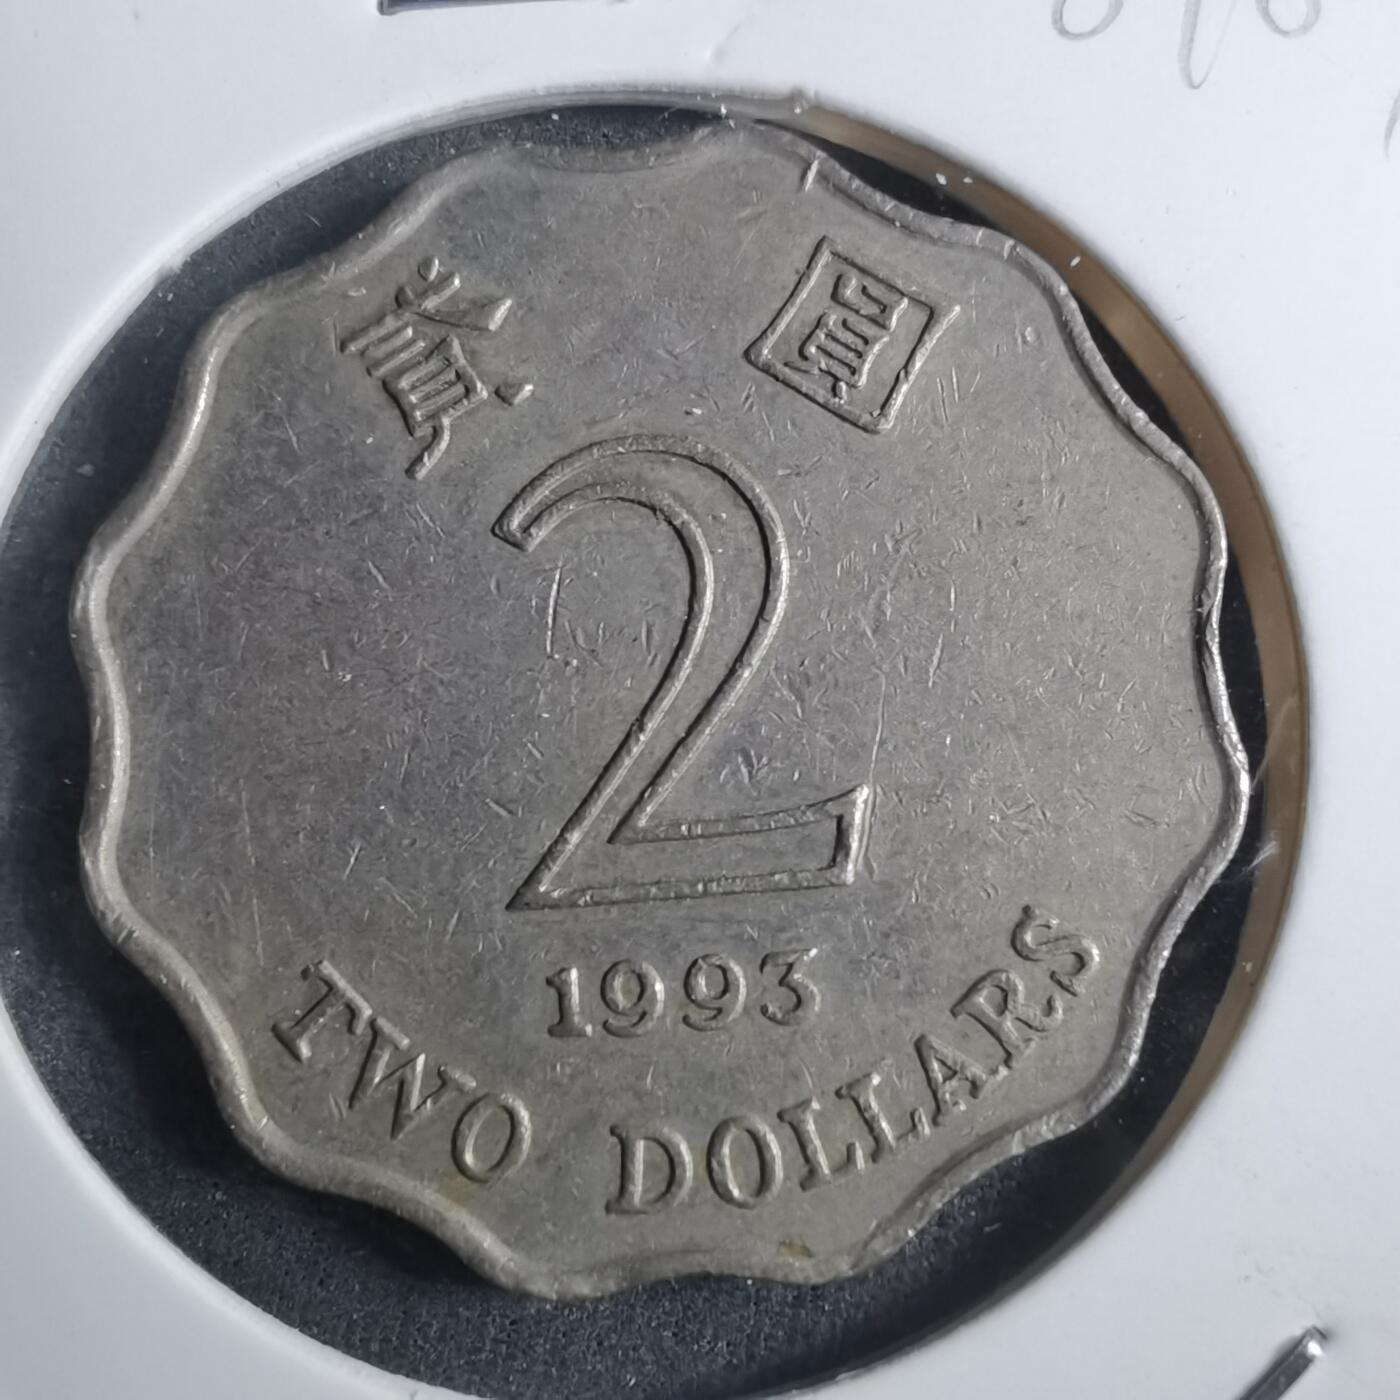 貳 圓
2
1993
TWO DOLLARS